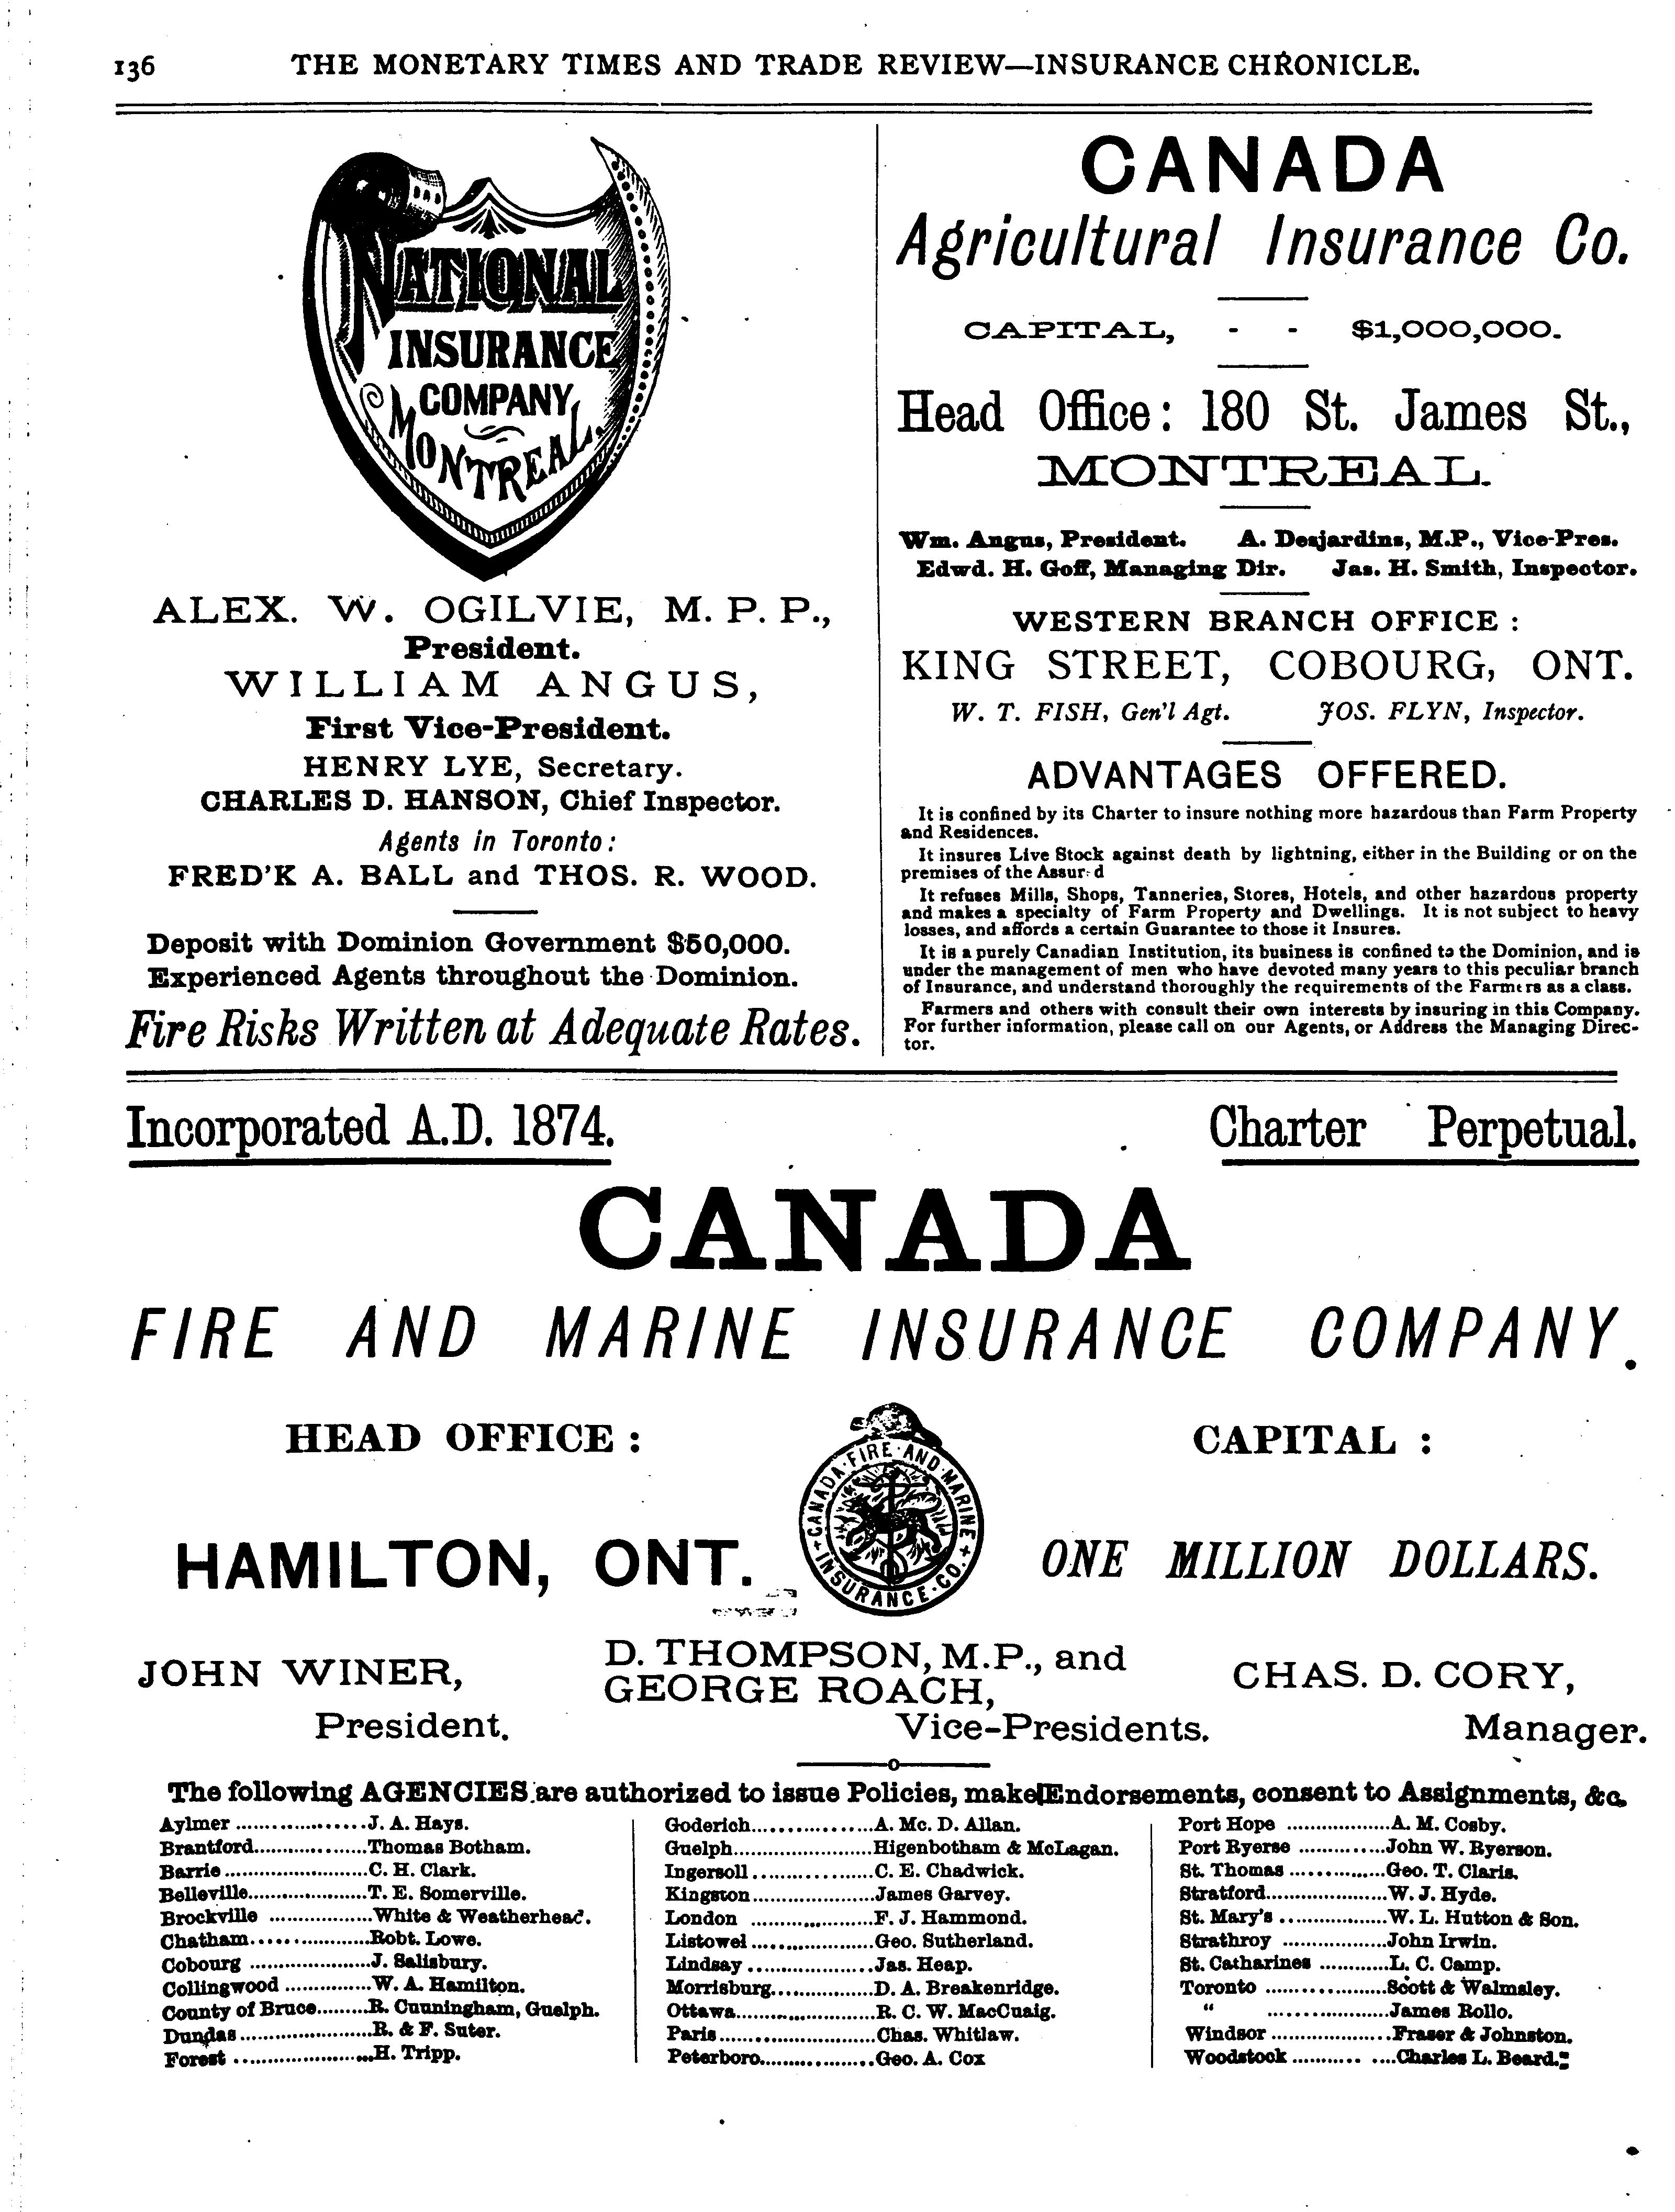 136 THE MONETARY TIMES AND TRADE REVIEW—INSURANCE CHRONICLE.
NATIONAL
INSURANCE
COMPANY
MONTREAL.
ALEX. W. OGILVIE, M. P. P.,
President.
WILLIAM ANGUS,
First Vice-President.
HENRY LYE, Secretary.
CHARLES D. HANSON, Chief Inspector.
Agents in Toronto:
FRED'K A. BALL and THOS. R. WOOD.
Deposit with Dominion Government $50,000.
Experienced Agents throughout the Dominion.
Fire Risks Written at Adequate Rates.
CANADA
Agricultural Insurance Co.
CAPITAL, - - $1,000,000.
Head Office: 180 St. James St.,
MONTREAL.
Wm. Angus, President. A. Desjardins, M.P., Vice-Pres.
Edwd. H. Goff, Managing Dir. Jas. H. Smith, Inspector.
WESTERN BRANCH OFFICE :
KING STREET, COBOURG, ONT.
W. T. FISH, Gen'l Agt. JOS. FLYN, Inspector.
ADVANTAGES OFFERED.
It is confined by its Charter to insure nothing more hazardous than Farm Property
and Residences.
It insures Live Stock against death by lightning, either in the Building or on the
premises of the Assur d
It refuses Mills, Shops, Tanneries, Stores, Hotels, and other hazardous property
and makes a specialty of Farm Property and Dwellings. It is not subject to heavy
losses, and affords a certain Guarantee to those it Insures.
It is a purely Canadian Institution, its business is confined to the Dominion, and is
under the management of men who have devoted many years to this peculiar branch
of Insurance, and understand thoroughly the requirements of the Farmers as a class.
Farmers and others with consult their own interests by insuring in this Company.
For further information, please call on our Agents, or Address the Managing Direc-
tor.
Incorporated A.D. 1874. Charter Perpetual.
CANADA
FIRE AND MARINE INSURANCE COMPANY.
HEAD OFFICE :
HAMILTON, ONT.
CANADA·FIRE·AND·MARINE
INSURANCE·CO.
CAPITAL :
ONE MILLION DOLLARS.
JOHN WINER,
President.
D. THOMPSON, M.P., and
GEORGE ROACH,
Vice-Presidents.
CHAS. D. CORY,
Manager.
The following AGENCIES are authorized to issue Policies, make Endorsements, consent to Assignments, &c.
Aylmer ..................J. A. Hays.
Brantford..................Thomas Botham.
Barrie ..................C. H. Clark.
Belleville..................T. E. Somerville.
Brockville ..................White & Weatherhead.
Chatham..................Robt. Lowe.
Cobourg ..................J. Salisbury.
Collingwood ............W. A. Hamilton.
County of Bruce.........R. Cunningham, Guelph.
Dundas ..................R. & F. Suter.
Forest ..................H. Tripp.
Goderich..................A. Mc. D. Allan.
Guelph..................Higenbotham & McLagan.
Ingersoll ..................C. E. Chadwick.
Kingston..................James Garvey.
London ..................F. J. Hammond.
Listowel ..................Geo. Sutherland.
Lindsay ..................Jas. Heap.
Morrisburg...............D. A. Breakenridge.
Ottawa..................R. C. W. MacCuaig.
Paris ..................Chas. Whitlaw.
Peterboro..................Geo. A. Cox
Port Hope ..................A. M. Cosby.
Port Ryerse ...............John W. Ryerson.
St. Thomas ...............Geo. T. Claris.
Stratford..................W. J. Hyde.
St. Mary's ..................W. L. Hutton & Son.
Strathroy ..................John Irwin.
St. Catharines ............L. C. Camp.
Toronto ..................Scott & Walmsley.
" ..................James Rollo.
Windsor ..................Fraser & Johnston.
Woodstock ...............Charles L. Beard.